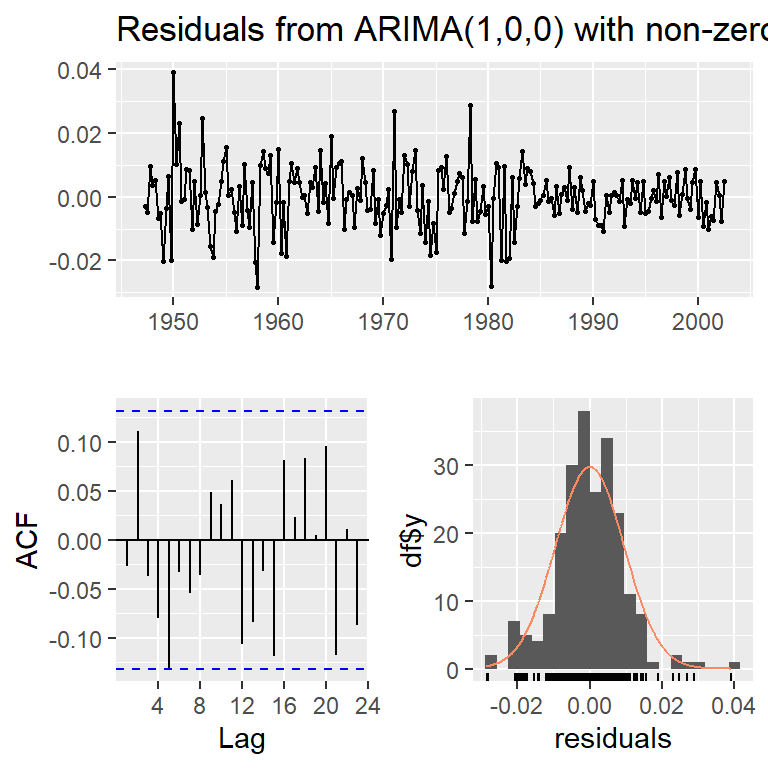 Residuals from ARIMA(1,0,0) with non-zero
0.04
0.02
0.00
-0.02
1950 1960 1970 1980 1990 2000
0.10
0.05
0.00
-0.05
-0.10
ACF
4 8 12 16 20 24
Lag
30
20
10
0
df$y
-0.02 0.00 0.02 0.04
residuals